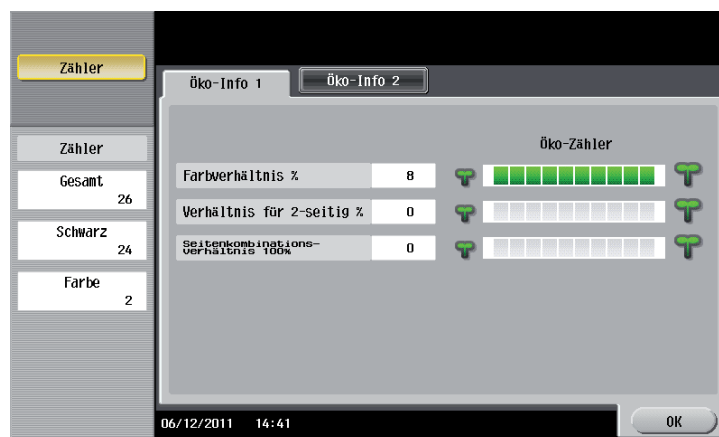 Zähler
Öko-Info 1
Öko-Info 2
Zähler
Gesamt
26
Schwarz
24
Farbe
2
Öko-Zähler
Farbverhältnis % 8
Verhältnis für 2-seitig % 0
Seitenkombinations-
verhältnis 100% 0
06/12/2011 14:41
OK